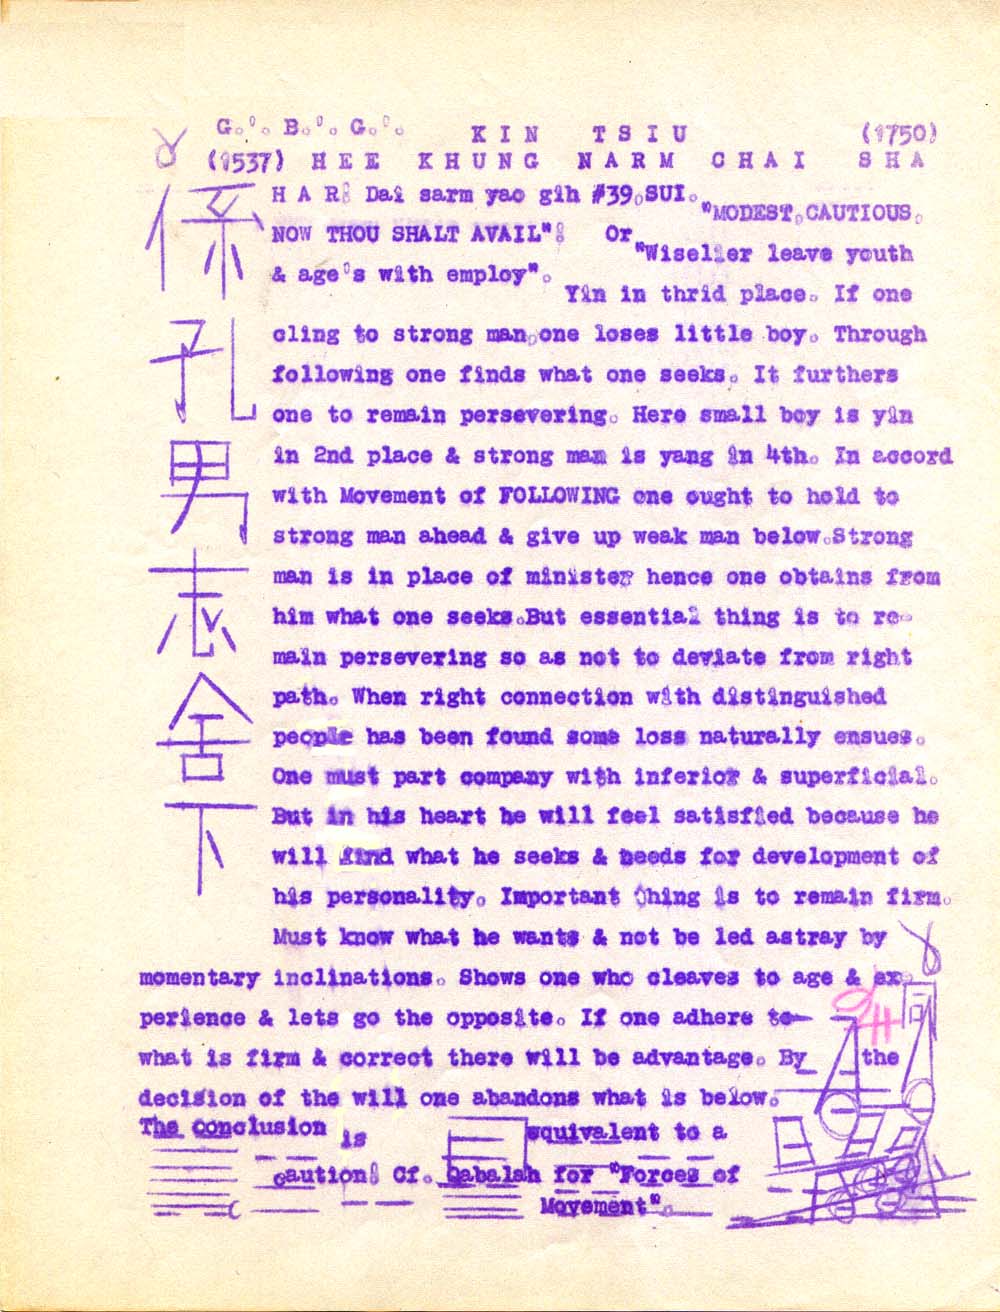 G.'. B.'. G.'. KIN TSIU (1750)
(1537) HEE KHUNG NARM CHAI SHA
HAR: Dai sarm yao gih #39.SUI.
"MODEST, CAUTIOUS,
NOW THOU SHALT AVAIL"! Or
"Wiselier leave youth
& age's with employ".
Yin in thrid place. If one
cling to strong man,one loses little boy. Through
following one finds what one seeks. It furthers
one to remain persevering. Here small boy is yin
in 2nd place & strong man is yang in 4th. In accord
with Movement of FOLLOWING one ought to hold to
strong man ahead & give up weak man below.Strong
man is in place of minister hence one obtains from
him what one seeks.But essential thing is to re-
main persevering so as not to deviate from right
path. When right connection with distinguished
people has been found some loss naturally ensues.
One must part company with inferior & superficial.
But in his heart he will feel satisfied because he
will find what he seeks & needs for development of
his personality. Important thing is to remain firm.
Must know what he wants & not be led astray by
momentary inclinations. Shows one who cleaves to age & ex-
perience & lets go the opposite. If one adhere to
what is firm & correct there will be advantage. By the
decision of the will one abandons what is below.
The conclusion is equivalent to a
caution! Cf. Qabalah for "Forces of
Movement".
係
孔
男
志
舍
下